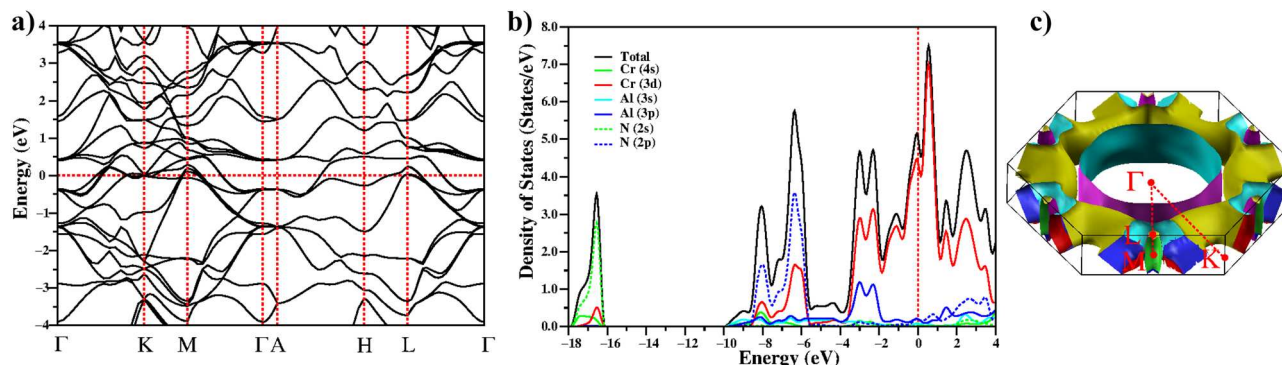 a)
4
3
2
1
0
−1
−2
−3
−4
Energy (eV)
Γ K M Γ A H L Γ
b)
8.0
7.0
6.0
5.0
4.0
3.0
2.0
1.0
0.0
Density of States (States/eV)
Total
Cr (4s)
Cr (3d)
Al (3s)
Al (3p)
N (2s)
N (2p)
−18 −16 −14 −12 −10 −8 −6 −4 −2 0 2 4
Energy (eV)
c)
Γ
L
M
K